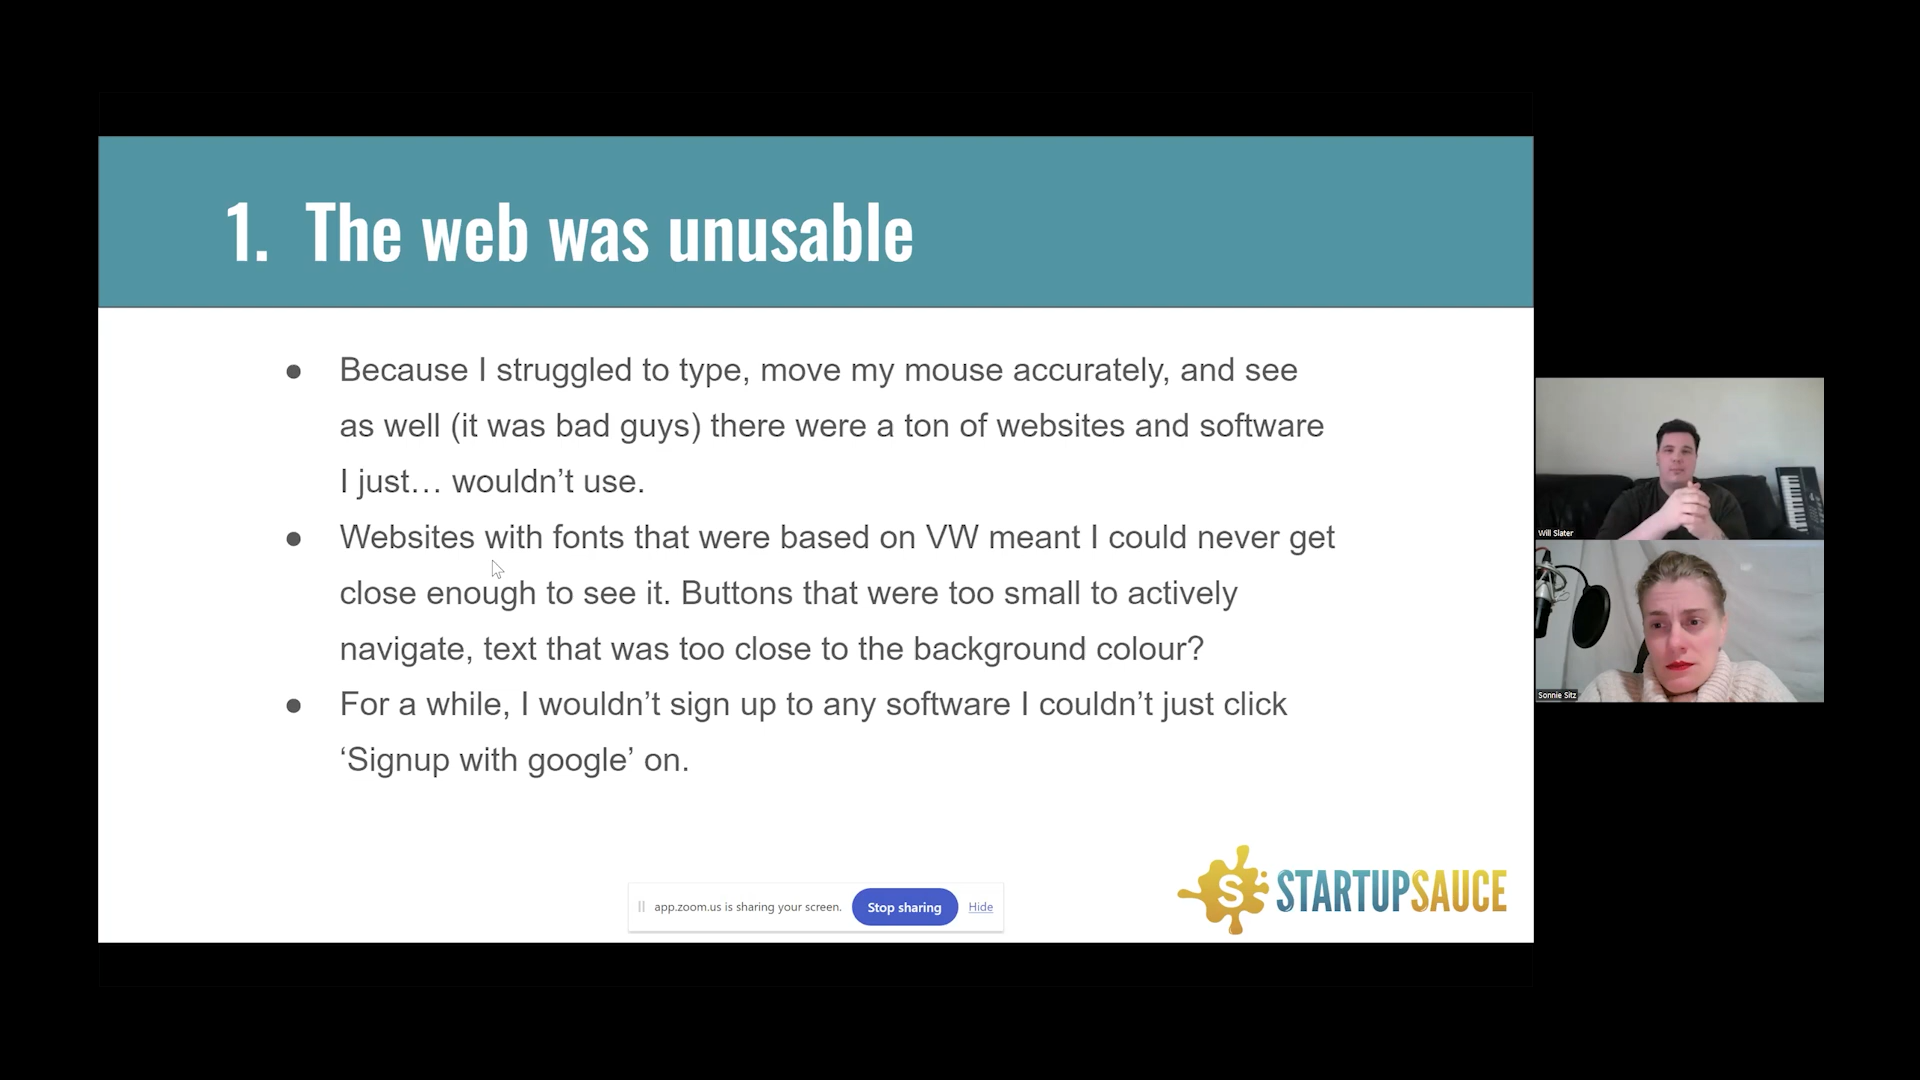 1. The web was unusable
● Because I struggled to type, move my mouse accurately, and see
as well (it was bad guys) there were a ton of websites and software
I just… wouldn’t use.
● Websites with fonts that were based on VW meant I could never get
close enough to see it. Buttons that were too small to actively
navigate, text that was too close to the background colour?
● For a while, I wouldn’t sign up to any software I couldn’t just click
‘Signup with google’ on.
app.zoom.us is sharing your screen. Stop sharing Hide
S STARTUPSAUCE
Will Slater
Sonnie Sitz